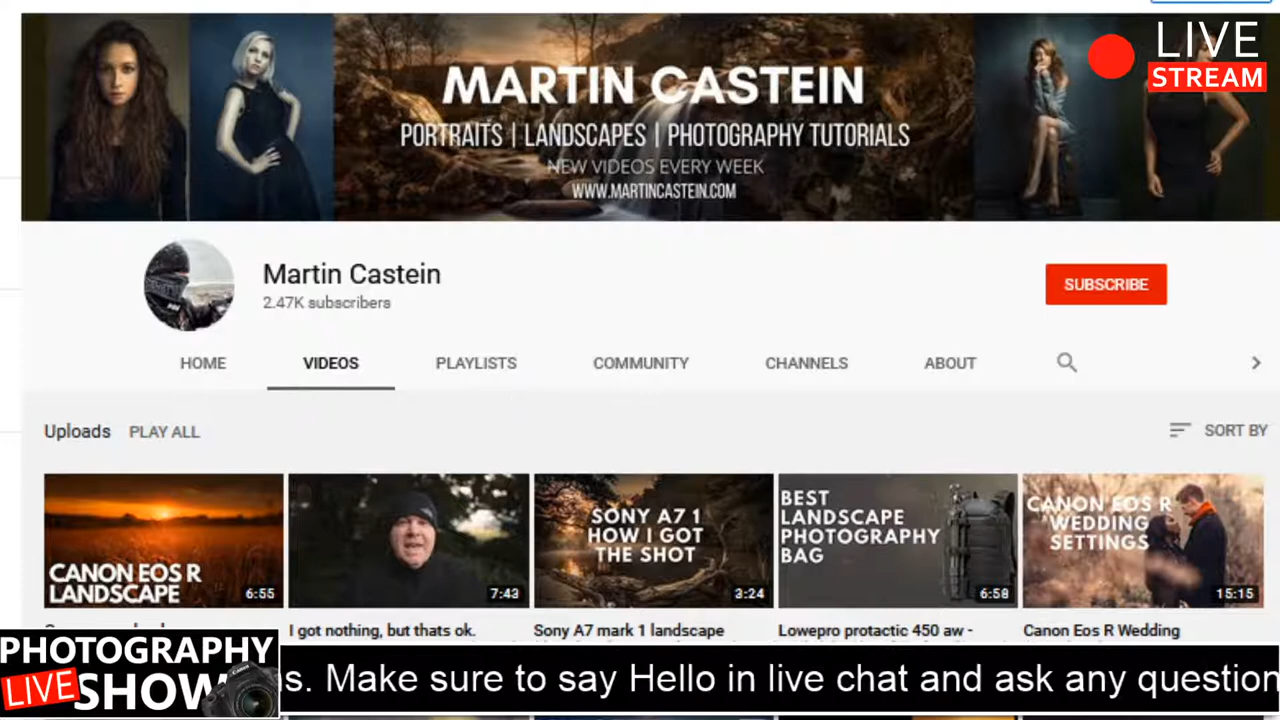 LIVE
STREAM
MARTIN CASTEIN
PORTRAITS | LANDSCAPES | PHOTOGRAPHY TUTORIALS
NEW VIDEOS EVERY WEEK
WWW.MARTINCASTEIN.COM
Martin Castein
2.47K subscribers
SUBSCRIBE
HOME
VIDEOS
PLAYLISTS
COMMUNITY
CHANNELS
ABOUT
Uploads PLAY ALL
SORT BY
CANON EOS R
LANDSCAPE
6:55
7:43
SONY A7 1
HOW I GOT
THE SHOT
3:24
BEST
LANDSCAPE
PHOTOGRAPHY
BAG
6:58
CANON EOS R
WEDDING
SETTINGS
15:15
I got nothing, but thats ok.
Sony A7 mark 1 landscape
Lowepro protactic 450 aw -
Canon Eos R Wedding
PHOTOGRAPHY
LIVE SHOW
Canon
s. Make sure to say Hello in live chat and ask any question